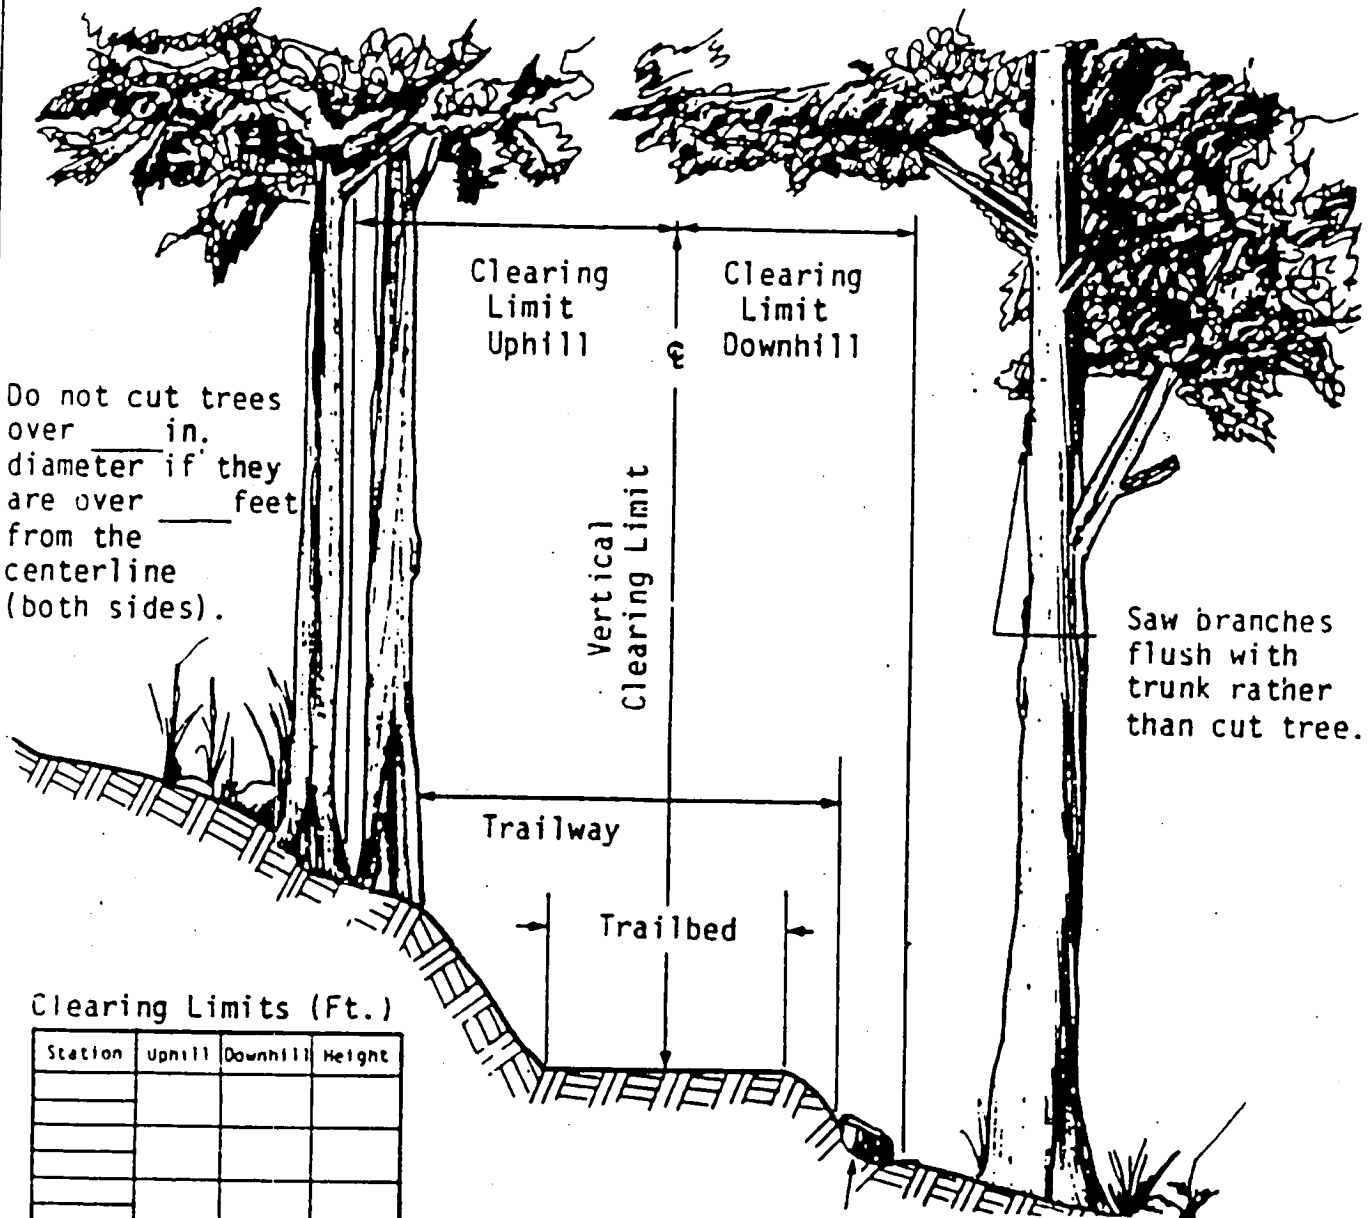 Clearing
Limit
Uphill
Clearing
Limit
Downhill
℄
Do not cut trees
over ____ in.
diameter if they
are over ____ feet
from the
centerline
(both sides).
Vertical
Clearing Limit
Saw branches
flush with
trunk rather
than cut tree.
Trailway
Trailbed
Clearing Limits (Ft.)
Station Uphill Downhill Height